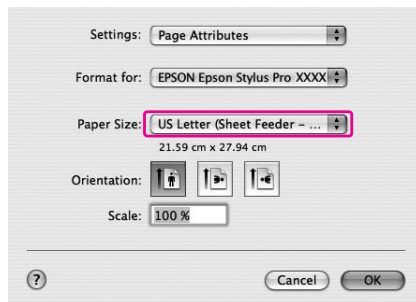 Settings: Page Attributes
Format for: EPSON Epson Stylus Pro XXXX
Paper Size: US Letter (Sheet Feeder – ...
21.59 cm x 27.94 cm
Orientation:
Scale: 100 %
? Cancel OK